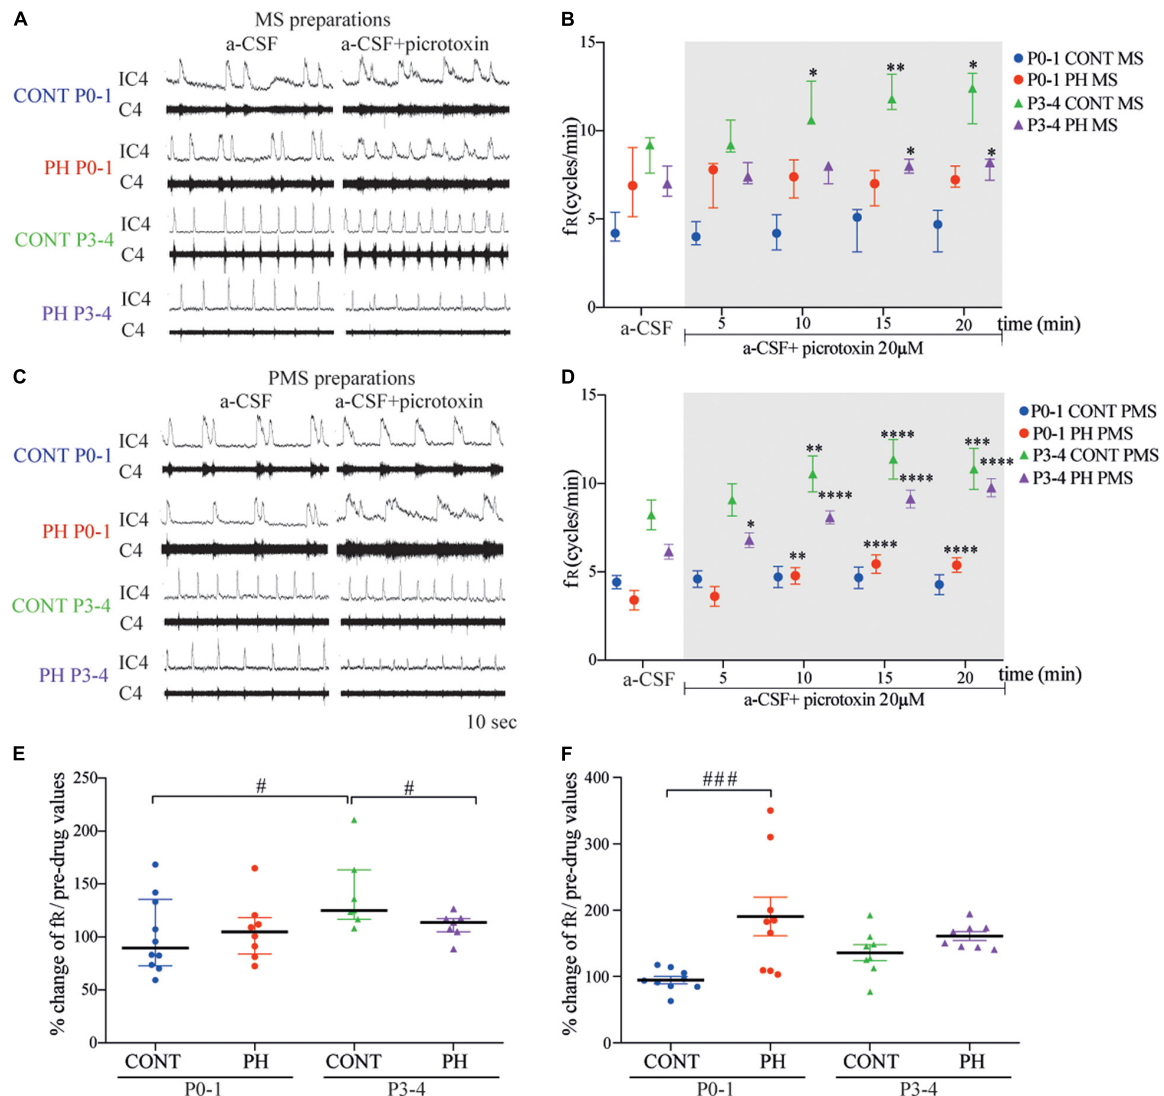 A
MS preparations
a-CSF a-CSF+picrotoxin
CONT P0-1
IC4
C4
PH P0-1
IC4
C4
CONT P3-4
IC4
C4
PH P3-4
IC4
C4
B
15
10
5
0
fR(cycles/min)
* ** *
* *
a-CSF
5 10 15 20 time (min)
a-CSF+ picrotoxin 20µM
P0-1 CONT MS
P0-1 PH MS
P3-4 CONT MS
P3-4 PH MS
C
PMS preparations
a-CSF a-CSF+picrotoxin
CONT P0-1
IC4
C4
PH P0-1
IC4
C4
CONT P3-4
IC4
C4
PH P3-4
IC4
C4
10 sec
D
15
10
5
0
fR(cycles/min)
** **** ***
* **** **** ****
** **** ****
a-CSF
5 10 15 20 time (min)
a-CSF+ picrotoxin 20µM
P0-1 CONT PMS
P0-1 PH PMS
P3-4 CONT PMS
P3-4 PH PMS
E
% change of fR/ pre-drug values
250
200
150
100
50
0
# #
CONT PH CONT PH
P0-1 P3-4
F
% change of fR/ pre-drug values
400
300
200
100
0
###
CONT PH CONT PH
P0-1 P3-4